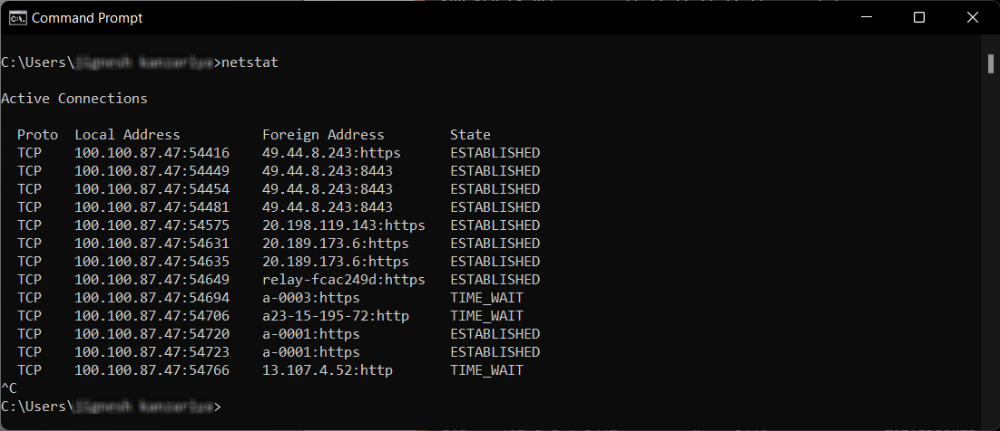 Command Prompt
C:\Users\>netstat
Active Connections
Proto  Local Address          Foreign Address        State
TCP    100.100.87.47:54416    49.44.8.243:https      ESTABLISHED
TCP    100.100.87.47:54449    49.44.8.243:8443       ESTABLISHED
TCP    100.100.87.47:54454    49.44.8.243:8443       ESTABLISHED
TCP    100.100.87.47:54481    49.44.8.243:8443       ESTABLISHED
TCP    100.100.87.47:54575    20.198.119.143:https   ESTABLISHED
TCP    100.100.87.47:54631    20.189.173.6:https     ESTABLISHED
TCP    100.100.87.47:54635    20.189.173.6:https     ESTABLISHED
TCP    100.100.87.47:54649    relay-fcac249d:https   ESTABLISHED
TCP    100.100.87.47:54694    a-0003:https           TIME_WAIT
TCP    100.100.87.47:54706    a23-15-195-72:http     TIME_WAIT
TCP    100.100.87.47:54720    a-0001:https           ESTABLISHED
TCP    100.100.87.47:54723    a-0001:https           ESTABLISHED
TCP    100.100.87.47:54766    13.107.4.52:http       TIME_WAIT
^C
C:\Users\>